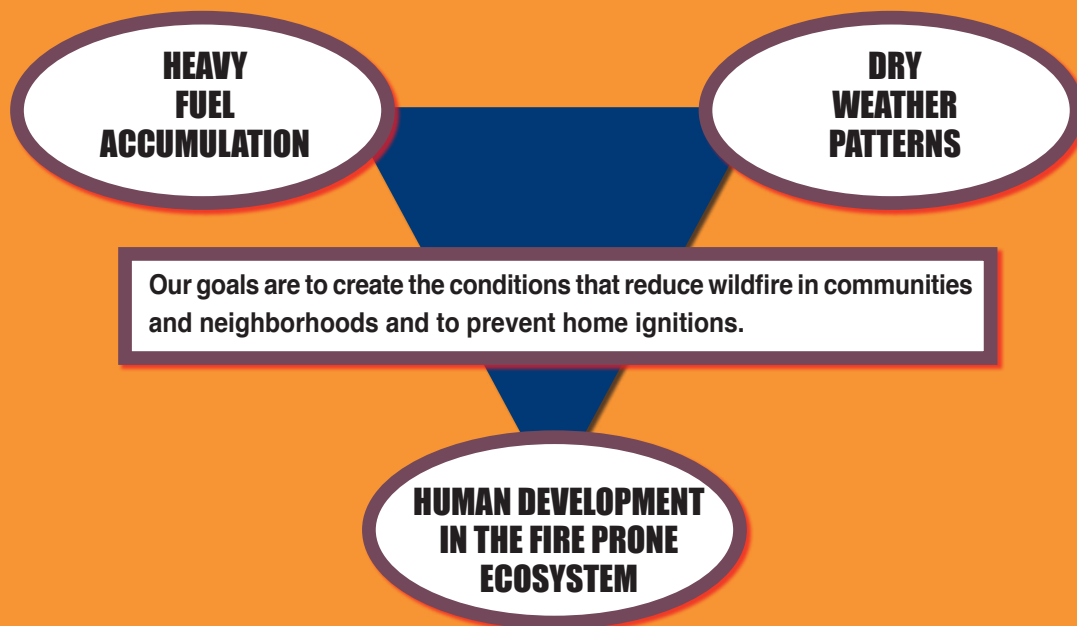 HEAVY
FUEL
ACCUMULATION
DRY
WEATHER
PATTERNS
Our goals are to create the conditions that reduce wildfire in communities
and neighborhoods and to prevent home ignitions.
HUMAN DEVELOPMENT
IN THE FIRE PRONE
ECOSYSTEM